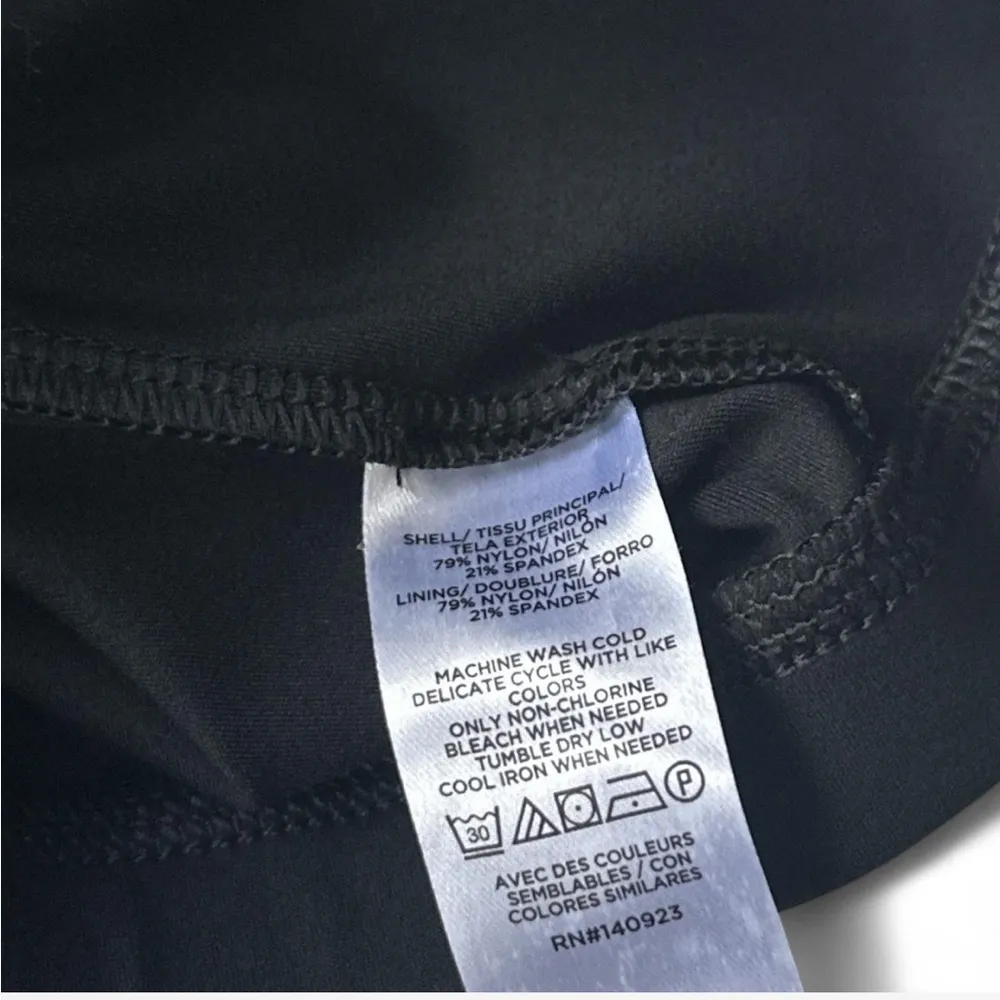 SHELL/ TISSU PRINCIPAL/
TELA EXTERIOR
79% NYLON/ NILÓN
21% SPANDEX
LINING/ DOUBLURE/ FORRO
79% NYLON/ NILÓN
21% SPANDEX
MACHINE WASH COLD
DELICATE CYCLE WITH LIKE
COLORS
ONLY NON-CHLORINE
BLEACH WHEN NEEDED
TUMBLE DRY LOW
COOL IRON WHEN NEEDED
30 P
AVEC DES COULEURS
SEMBLABLES / CON
COLORES SIMILARES
RN#140923